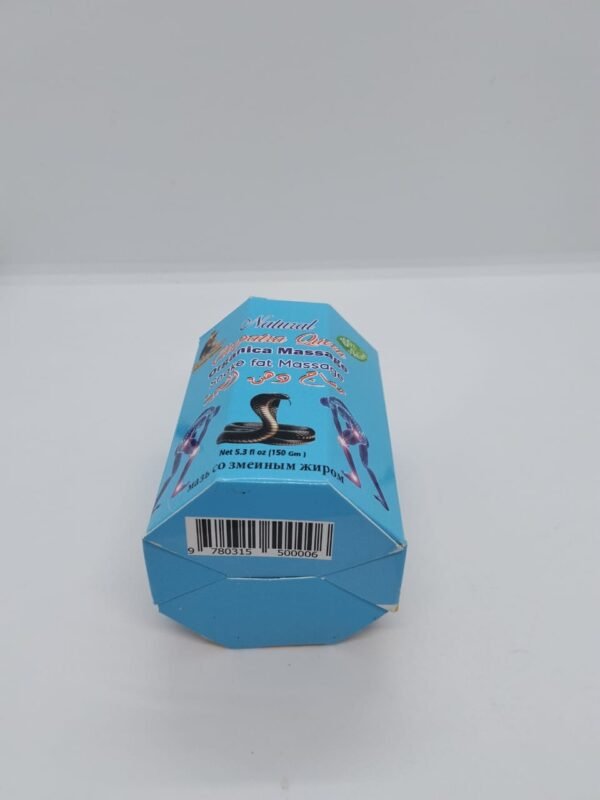 Natural
Queen
Organica Massage
Snake fat Massage
Net 5.3 fl oz (150 Gm)
мазь со змеиным жиром
9 780315 500006